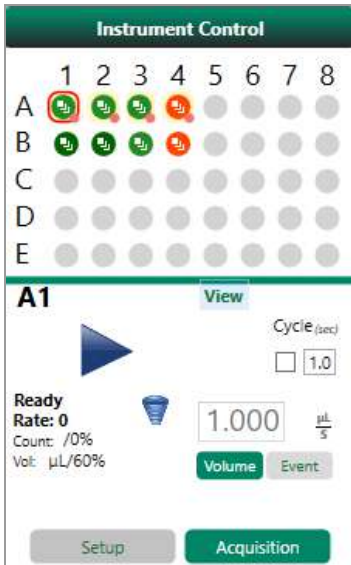 Instrument Control
1 2 3 4 5 6 7 8
A
B
C
D
E
A1
View
Cycle (sec)
1.0
Ready
Rate: 0
Count: /0%
Vol: µL/60%
1.000 µL/S
Volume Event
Setup Acquisition